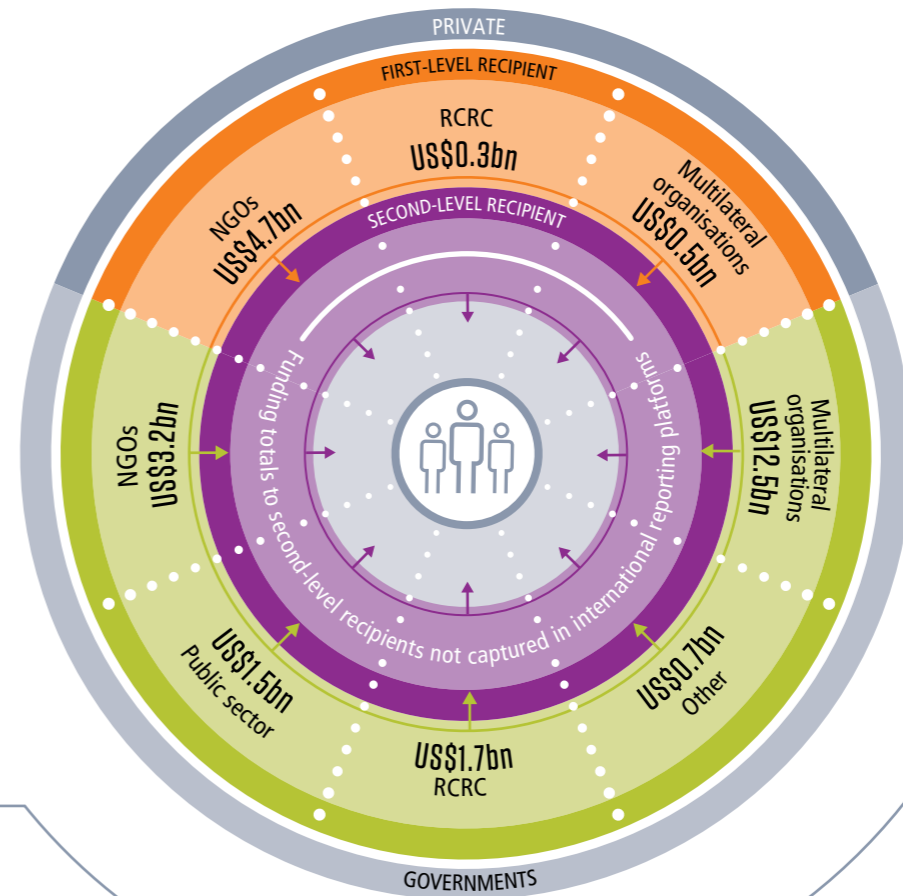 PRIVATE
FIRST-LEVEL RECIPIENT
RCRC
US$0.3bn
NGOs
US$4.7bn
Multilateral
organisations
US$0.5bn
SECOND-LEVEL RECIPIENT
Funding totals to second-level recipients not captured in international reporting platforms
NGOs
US$3.2bn
Multilateral
organisations
US$12.5bn
US$1.5bn
Public sector
US$0.7bn
Other
US$1.7bn
RCRC
GOVERNMENTS